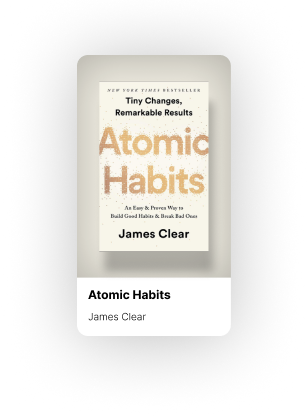 NEW YORK TIMES BESTSELLER
Tiny Changes,
Remarkable Results
Atomic
Habits
An Easy & Proven Way to
Build Good Habits & Break Bad Ones
James Clear
Atomic Habits
James Clear